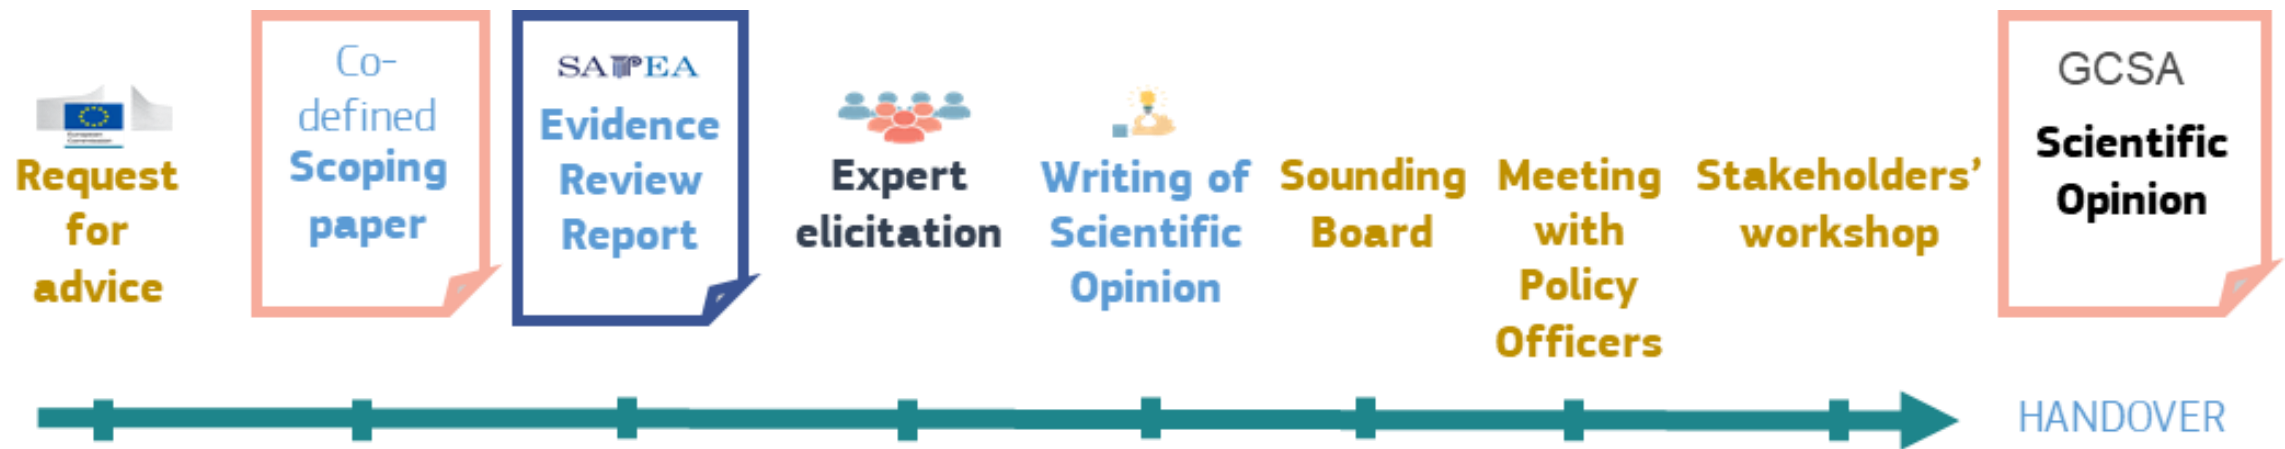 Request
for
advice
Co-
defined
Scoping
paper
SAPEA
Evidence
Review
Report
Expert
elicitation
Writing of
Scientific
Opinion
Sounding
Board
Meeting
with
Policy
Officers
Stakeholders’
workshop
GCSA
Scientific
Opinion
HANDOVER